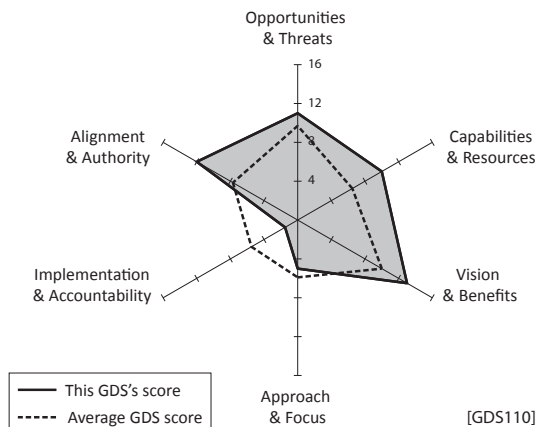 Opportunities
& Threats
16
12
8
4
Alignment
& Authority
Capabilities
& Resources
Implementation
& Accountability
Vision
& Benefits
Approach
& Focus
This GDS's score
Average GDS score
[GDS110]